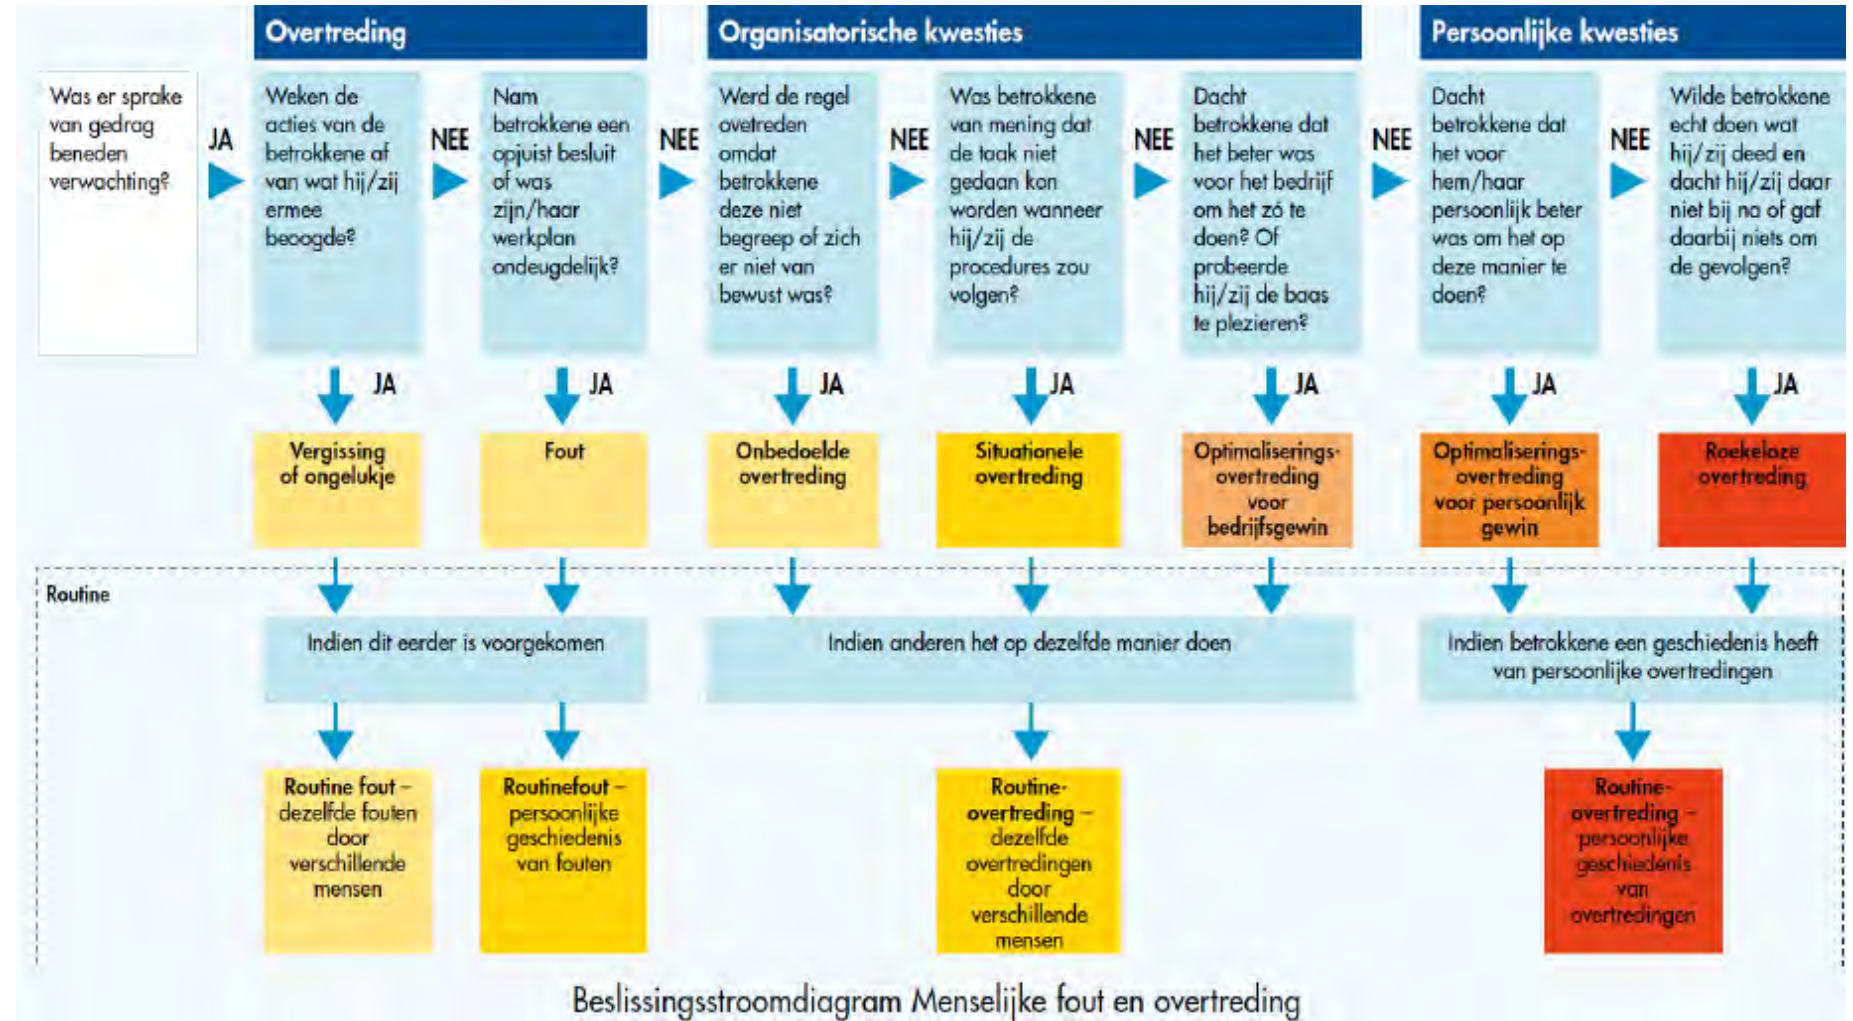 Overtreding
Organisatorische kwesties
Persoonlijke kwesties
Was er sprake
van gedrag
beneden
verwachting?
JA
Weken de
acties van de
betrokkene af
van wat hij/zij
ermee
beoogde?
NEE
Nam
betrokkene een
opjuist besluit
of was
zijn/haar
werkplan
ondeugdelijk?
NEE
Werd de regel
ovetreden
omdat
betrokkene
deze niet
begreep of zich
er niet van
bewust was?
NEE
Was betrokkene
van mening dat
de taak niet
gedaan kon
worden wanneer
hij/zij de
procedures zou
volgen?
NEE
Dacht
betrokkene dat
het beter was
voor het bedrijf
om het zó te
doen? Of
probeerde
hij/zij de baas
te plezieren?
NEE
Dacht
betrokkene dat
het voor
hem/haar
persoonlijk beter
was om het op
deze manier te
doen?
NEE
Wilde betrokkene
echt doen wat
hij/zij deed en
dacht hij/zij daar
niet bij na of gaf
daarbij niets om
de gevolgen?
JA
JA
JA
JA
JA
JA
JA
Vergissing
of ongelukje
Fout
Onbedoelde
overtreding
Situationele
overtreding
Optimaliserings-
overtreding
voor
bedrijfsgewin
Optimaliserings-
overtreding
voor persoonlijk
gewin
Roekeloze
overtreding
Routine
Indien dit eerder is voorgekomen
Indien anderen het op dezelfde manier doen
Indien betrokkene een geschiedenis heeft
van persoonlijke overtredingen
Routine fout –
dezelfde fouten
door
verschillende
mensen
Routinefout –
persoonlijke
geschiedenis
van fouten
Routine-
overtreding –
dezelfde
overtredingen
door
verschillende
mensen
Routine-
overtreding –
persoonlijke
geschiedenis
van
overtredingen
Beslissingsstroomdiagram Menselijke fout en overtreding